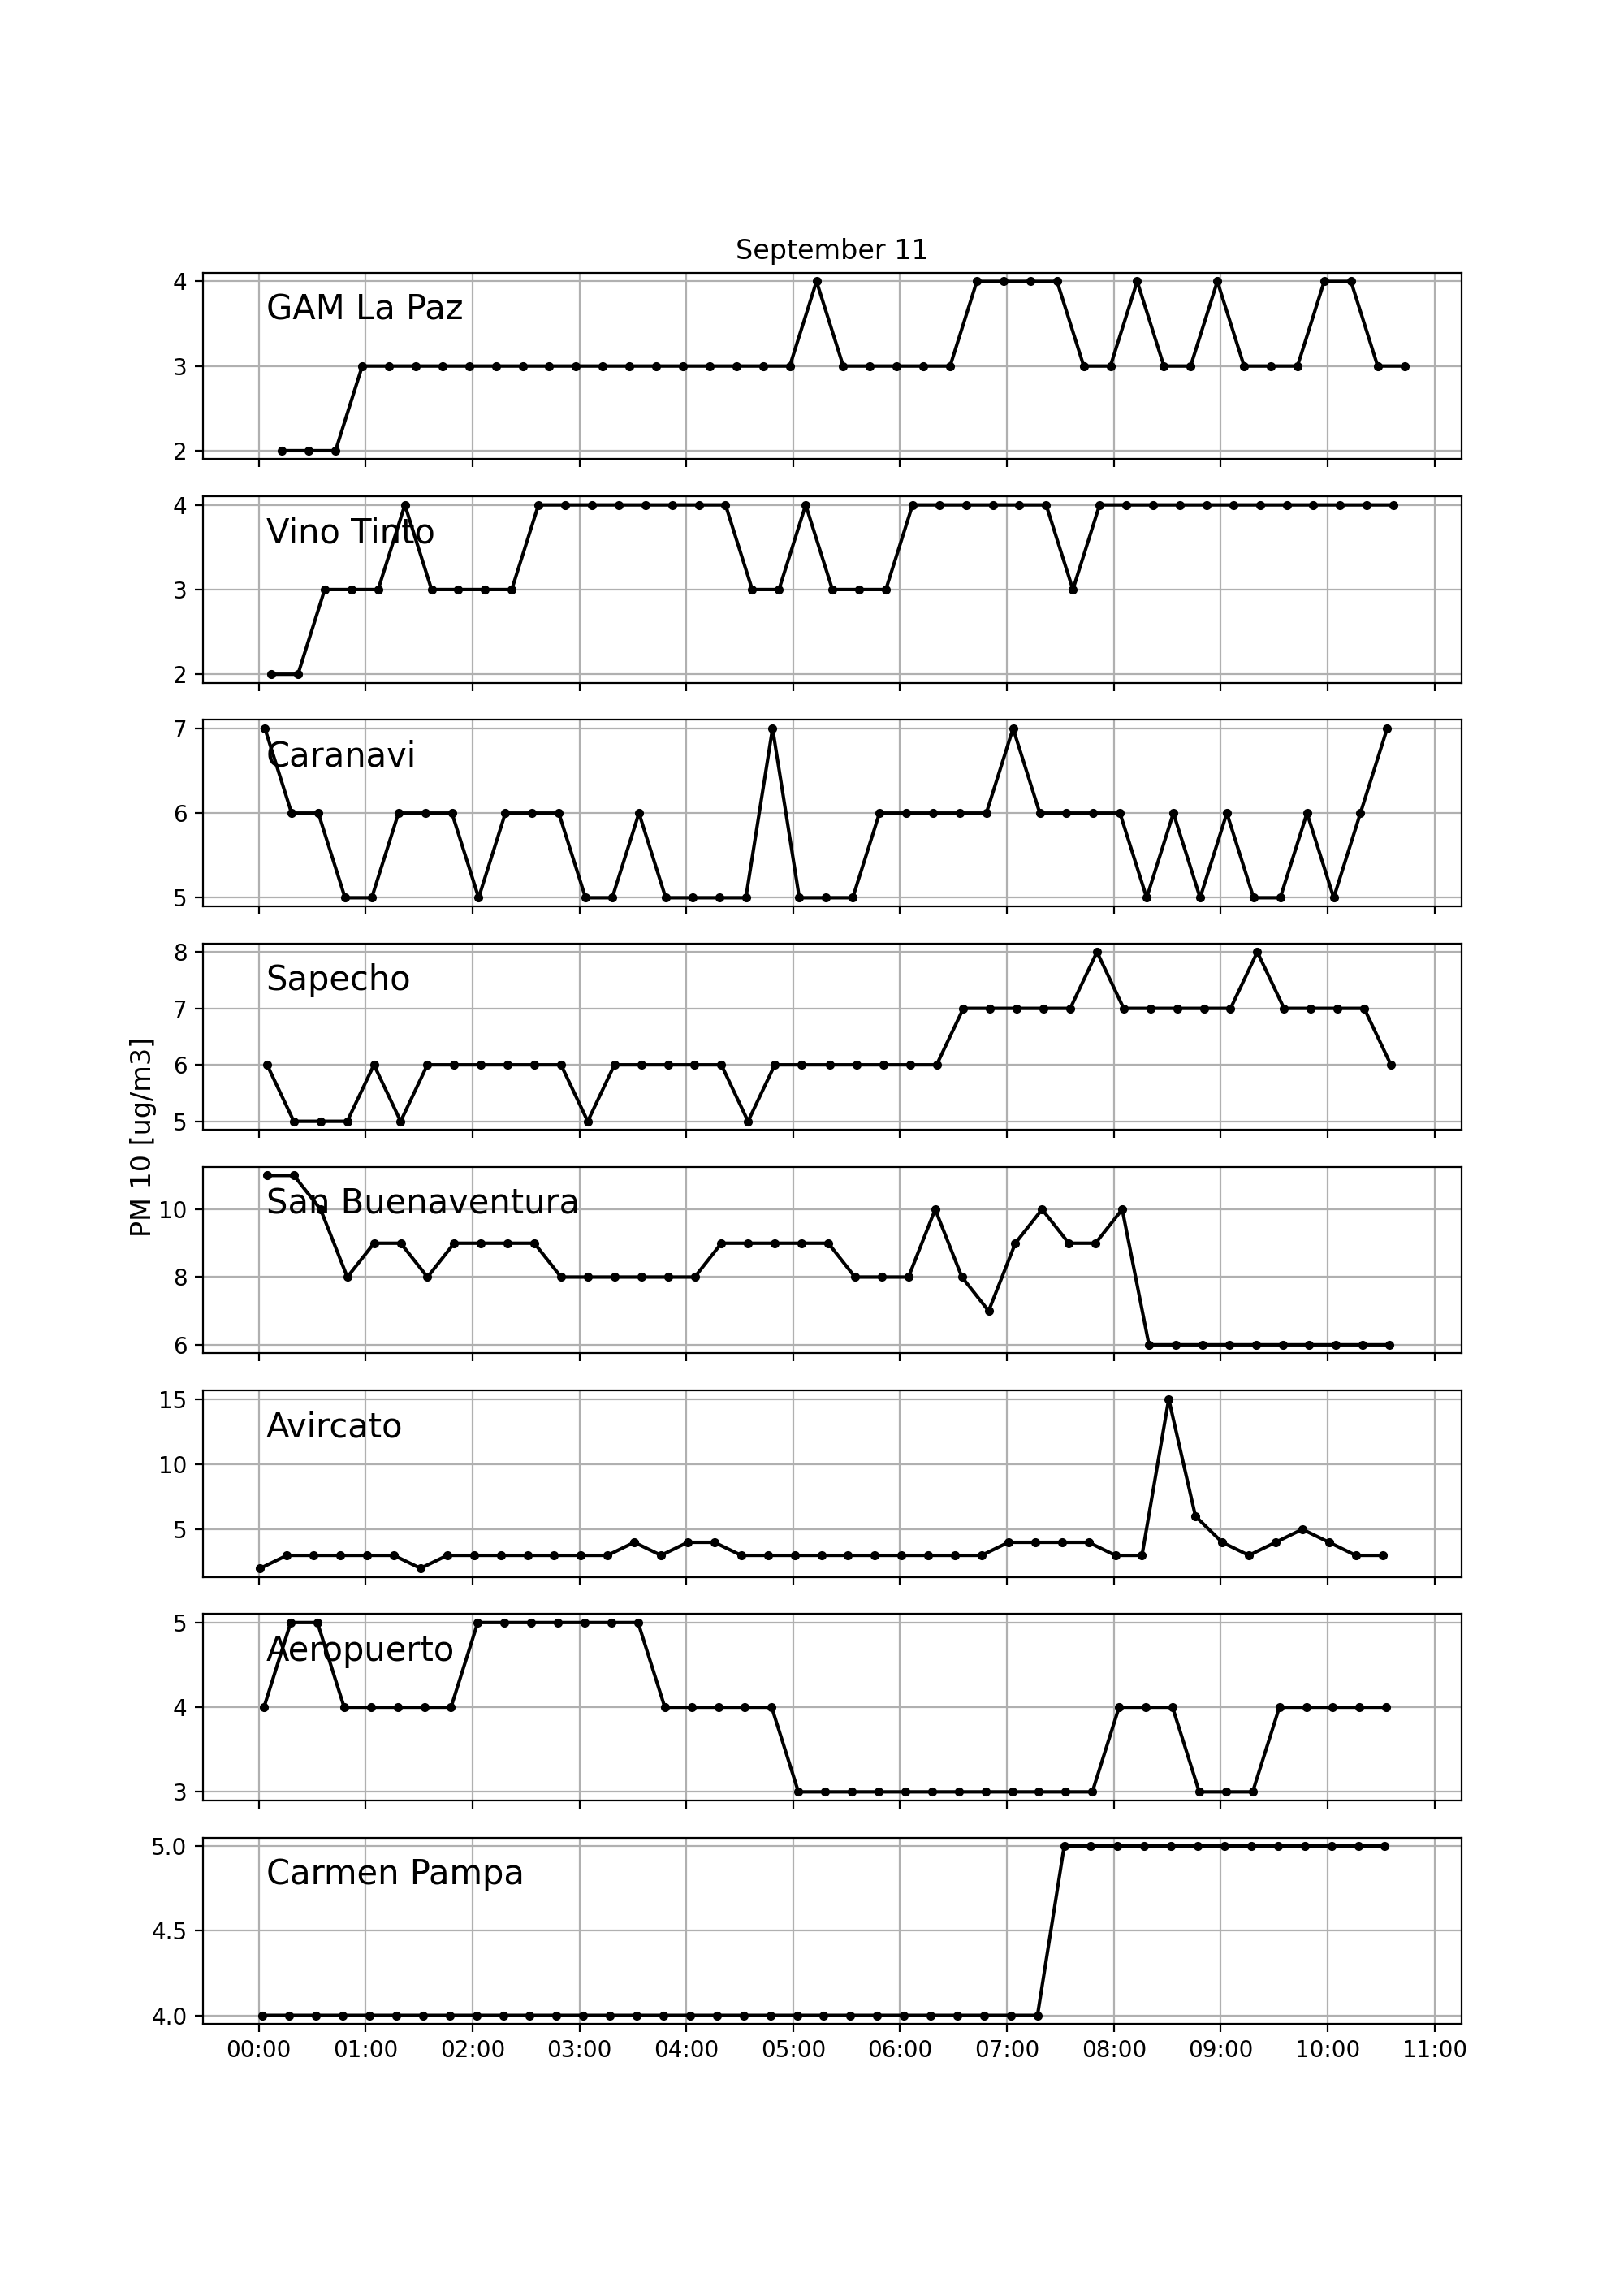 September 11
4
GAM La Paz
3
2
4
Vino Tinto
3
2
7
Caranavi
6
5
8
Sapecho
7
6
5
PM 10 [ug/m3]
San Buenaventura
10
8
6
15
Avircato
10
5
5
Aeropuerto
4
3
5.0
Carmen Pampa
4.5
4.0
00:00 01:00 02:00 03:00 04:00 05:00 06:00 07:00 08:00 09:00 10:00 11:00